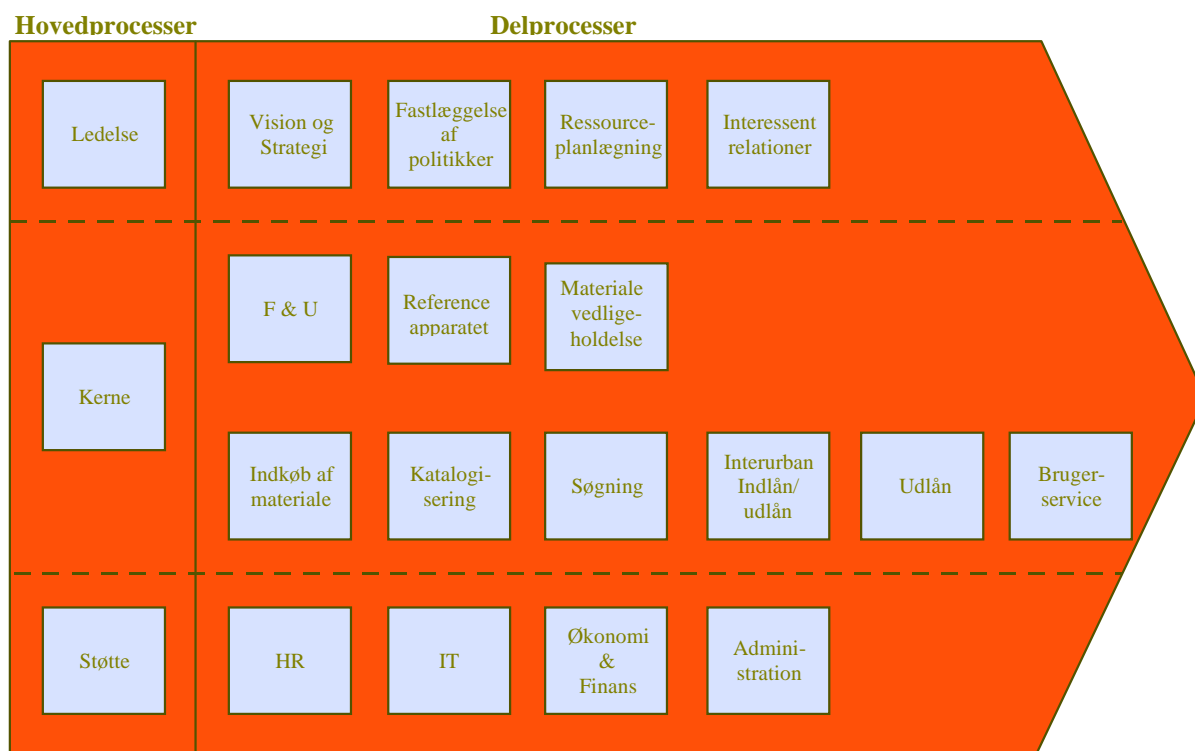 Hovedprocesser
Delprocesser
Ledelse
Vision og
Strategi
Fastlæggelse
af
politikker
Ressource-
planlægning
Interessent
relationer
Kerne
F & U
Reference
apparatet
Materiale
vedlige-
holdelse
Indkøb af
materiale
Katalogi-
sering
Søgning
Interurban
Indlån/
udlån
Udlån
Bruger-
service
Støtte
HR
IT
Økonomi
&
Finans
Admini-
stration